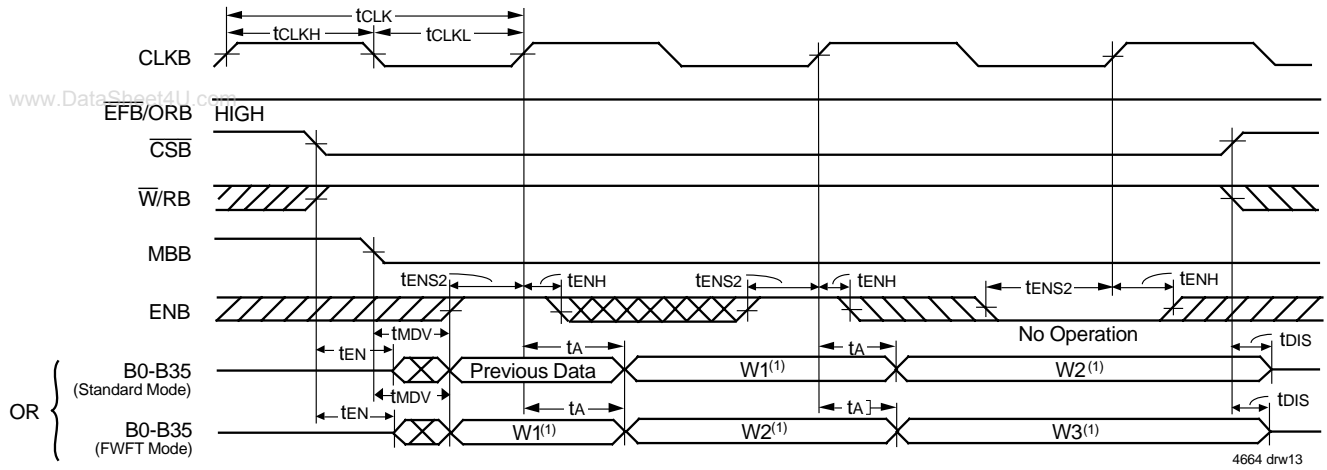 tCLK
tCLKH
tCLKL
CLKB
www.DataSheet4U.com
EFB/ORB HIGH
CSB
W/RB
MBB
tENS2
tENH
tENS2
tENH
tENS2
tENH
ENB
No Operation
tMDV
tEN
tA
tA
tDIS
B0-B35
(Standard Mode)
Previous Data
W1(1)
W2(1)
OR
tMDV
tEN
tA
tA
tDIS
B0-B35
(FWFT Mode)
W1(1)
W2(1)
W3(1)
4664 drw13